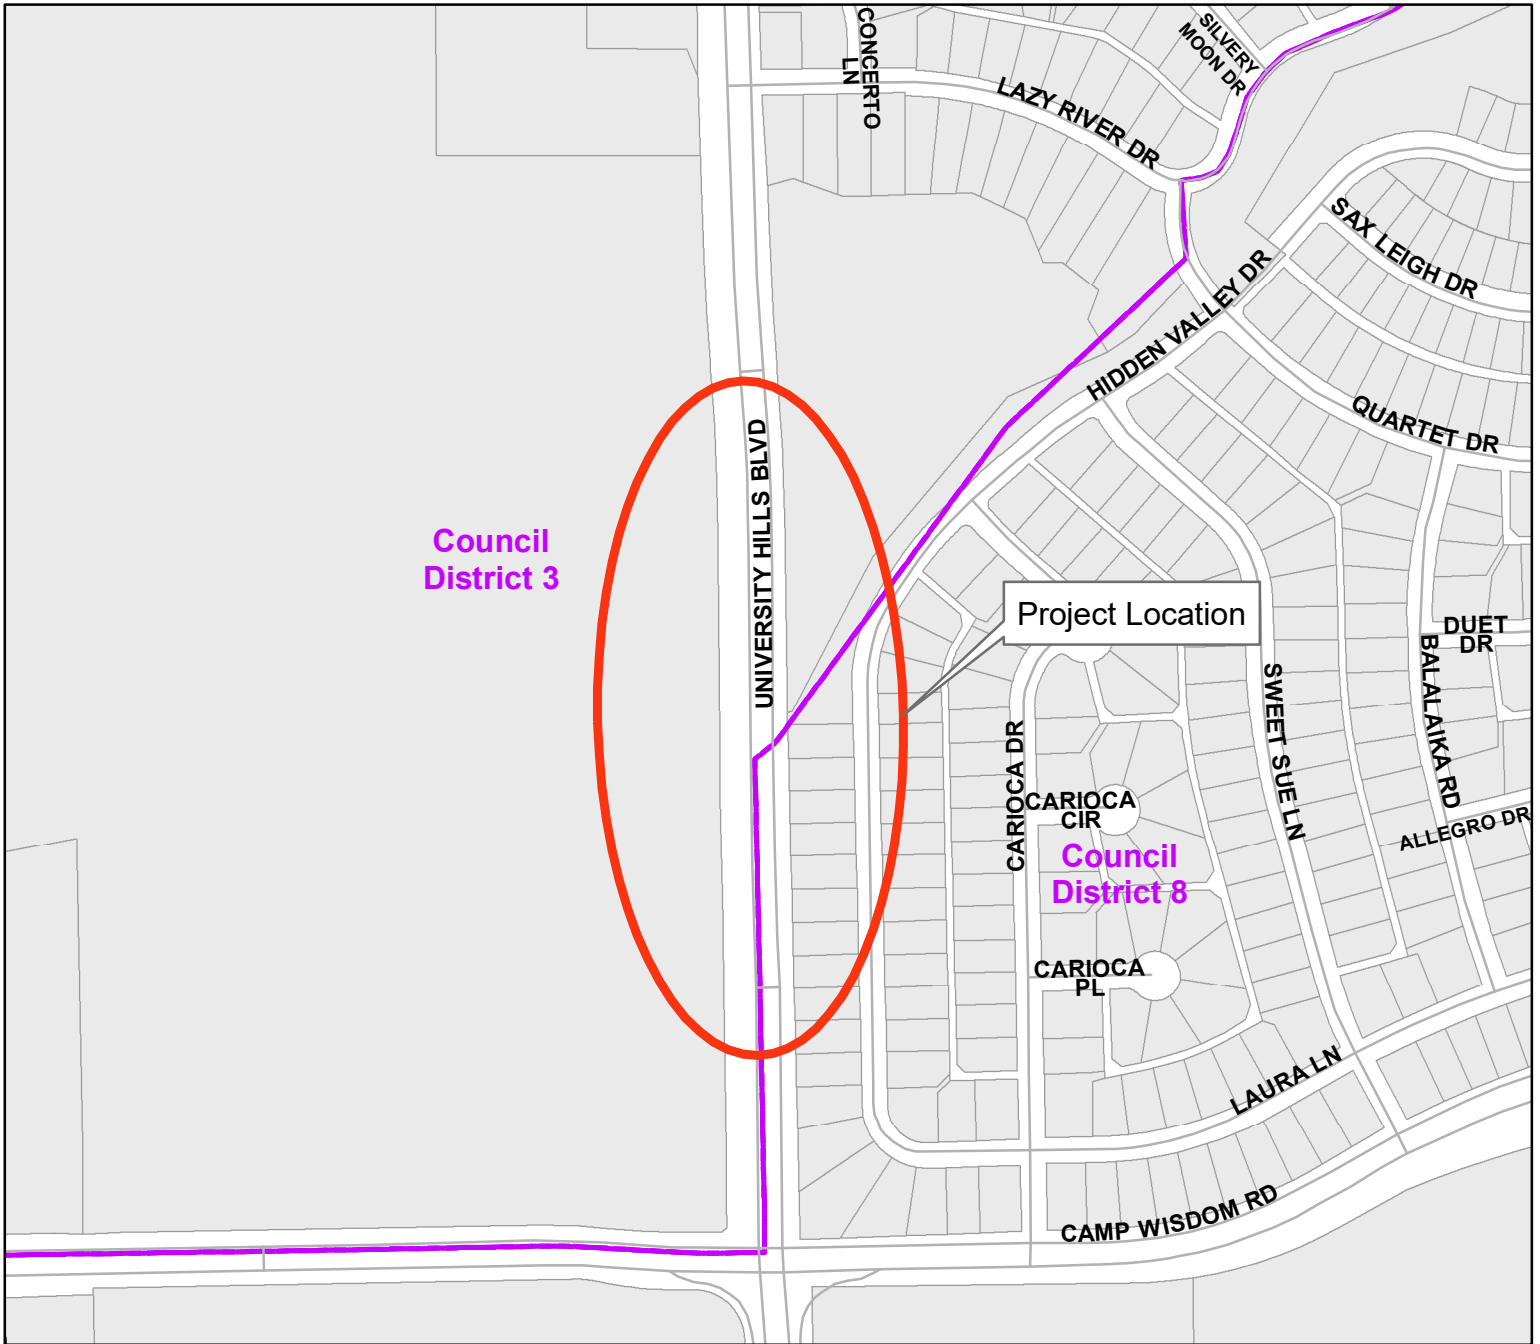 CONCERTO
LN
SILVERY
MOON DR
LAZY RIVER DR
SAX LEIGH DR
HIDDEN VALLEY DR
QUARTET DR
UNIVERSITY HILLS BLVD
Council
District 3
Project Location
DUET
DR
BALALAIKA RD
SWEET SUE LN
CARIOCA DR
CARIOCA
CIR
ALLEGRO DR
Council
District 8
CARIOCA
PL
LAURA LN
CAMP WISDOM RD